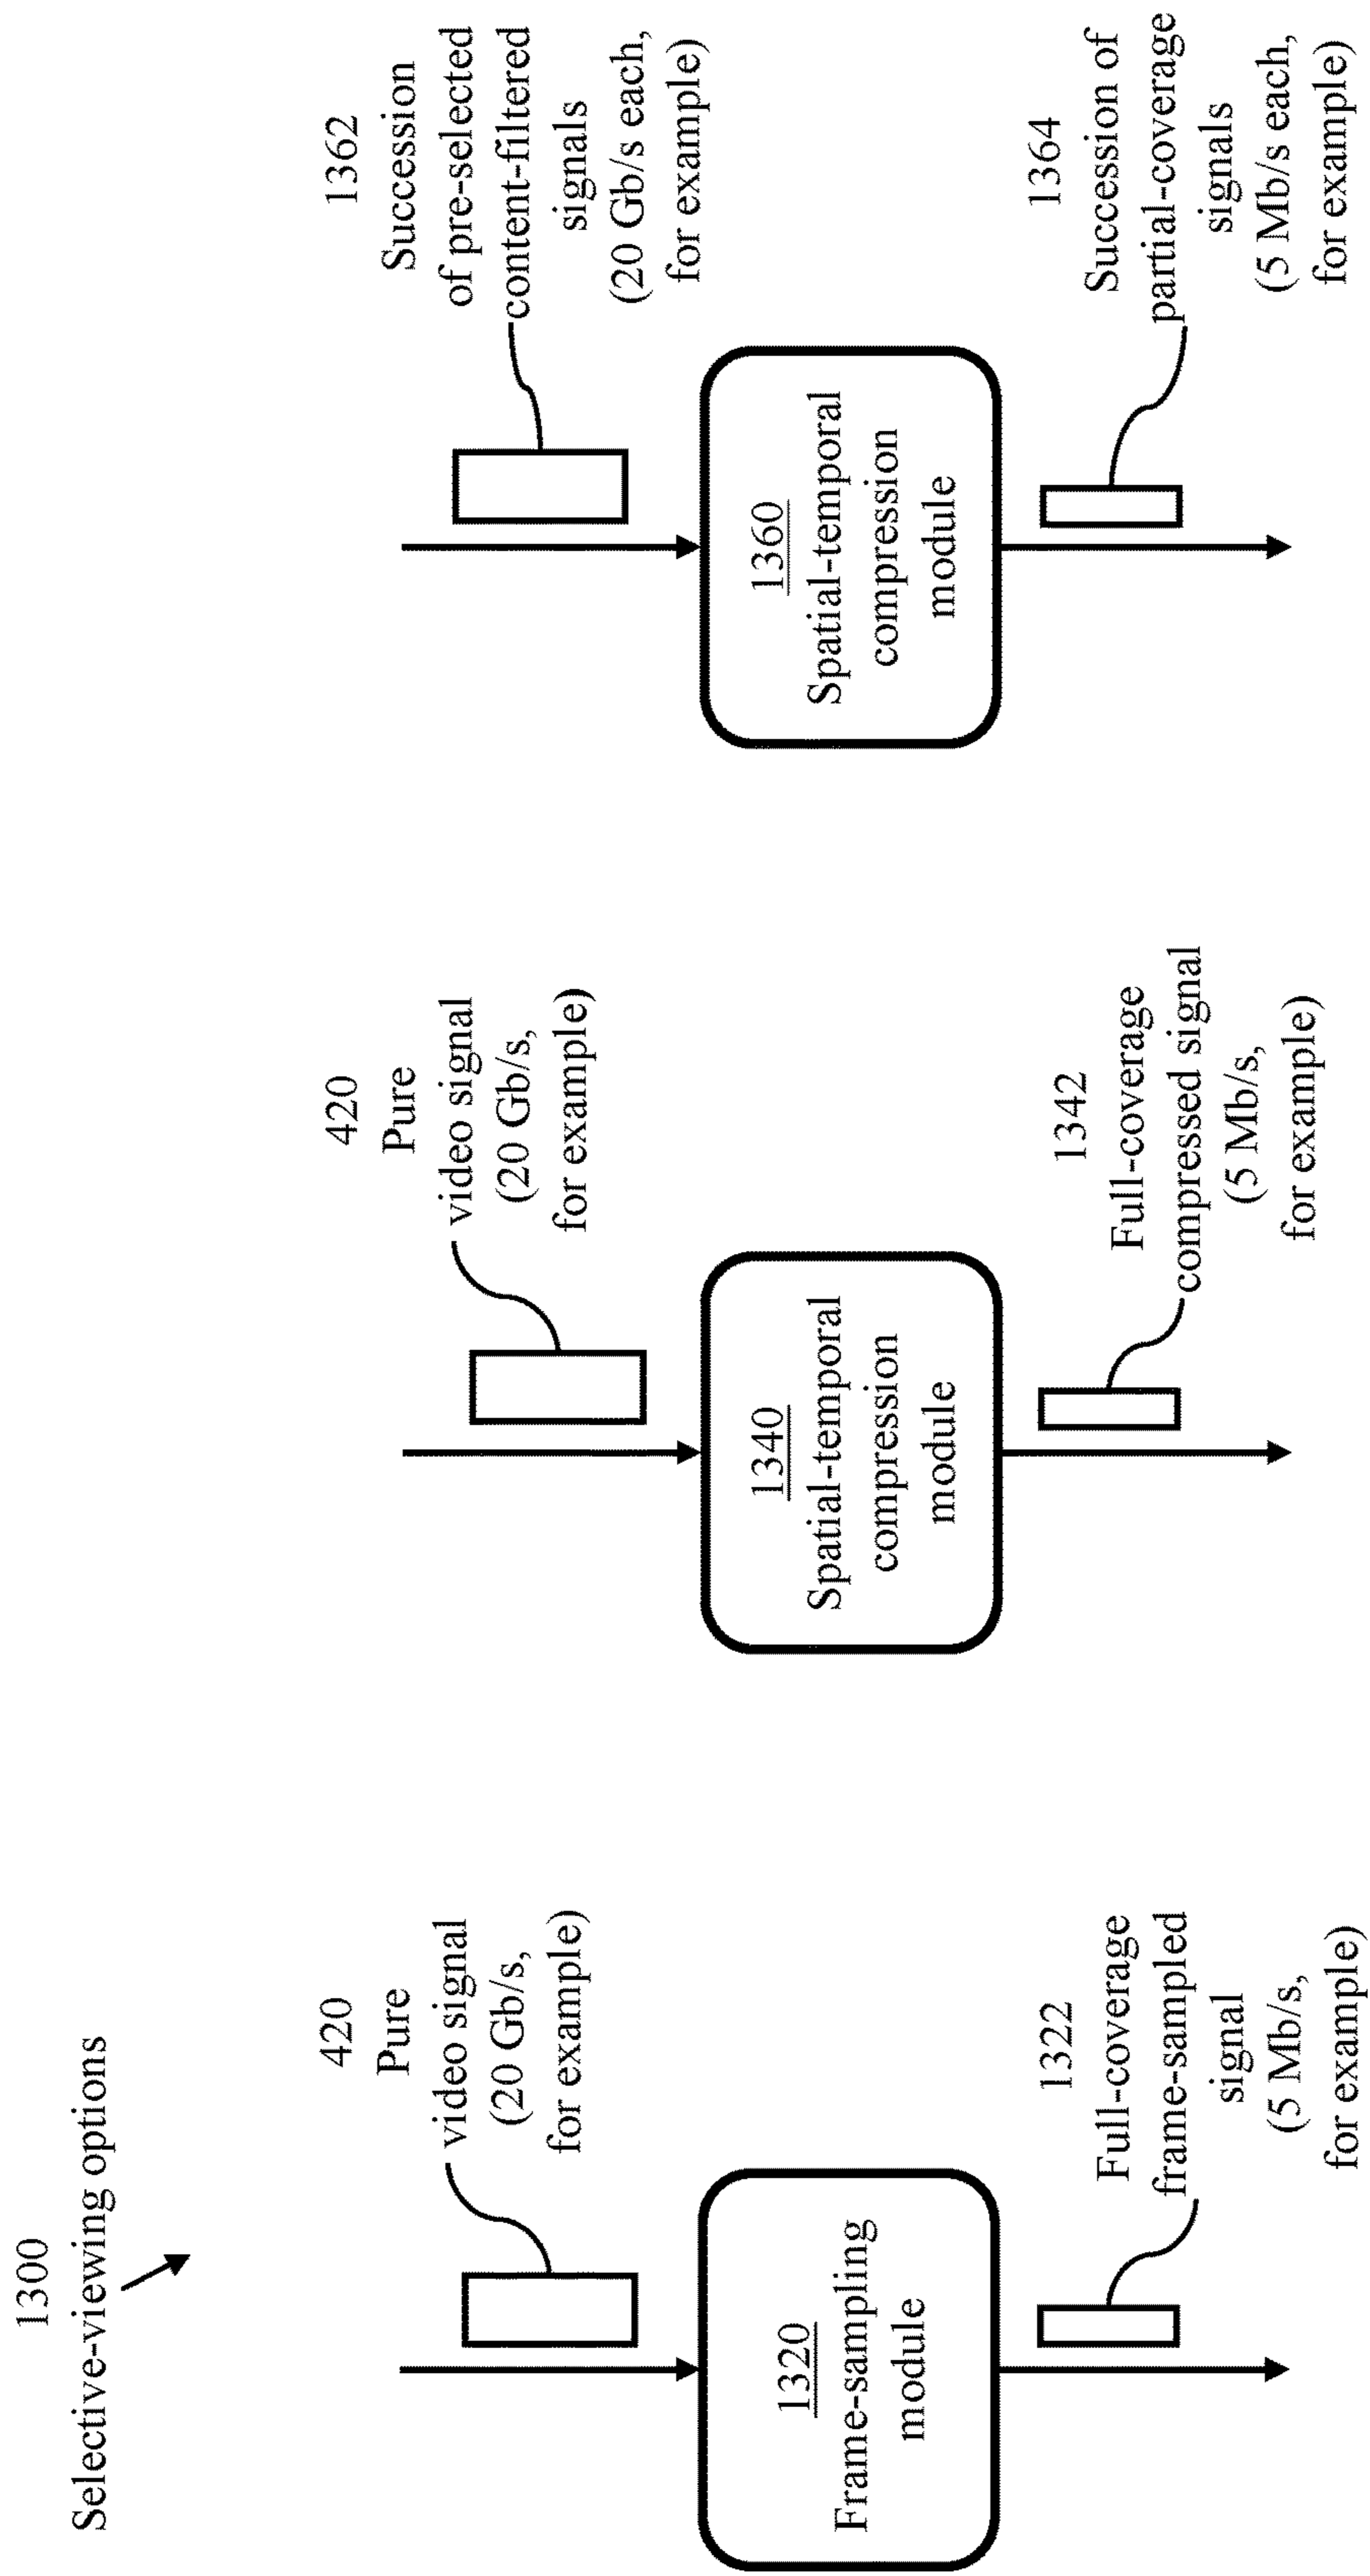 1300
Selective-viewing options
420
Pure
video signal
(20 Gb/s,
for example)
1320
Frame-sampling
module
1322
Full-coverage
frame-sampled
signal
(5 Mb/s,
for example)
420
Pure
video signal
(20 Gb/s,
for example)
1340
Spatial-temporal
compression
module
1342
Full-coverage
compressed signal
(5 Mb/s,
for example)
1362
Succession
of pre-selected
content-filtered
signals
(20 Gb/s each,
for example)
1360
Spatial-temporal
compression
module
1364
Succession of
partial-coverage
signals
(5 Mb/s each,
for example)